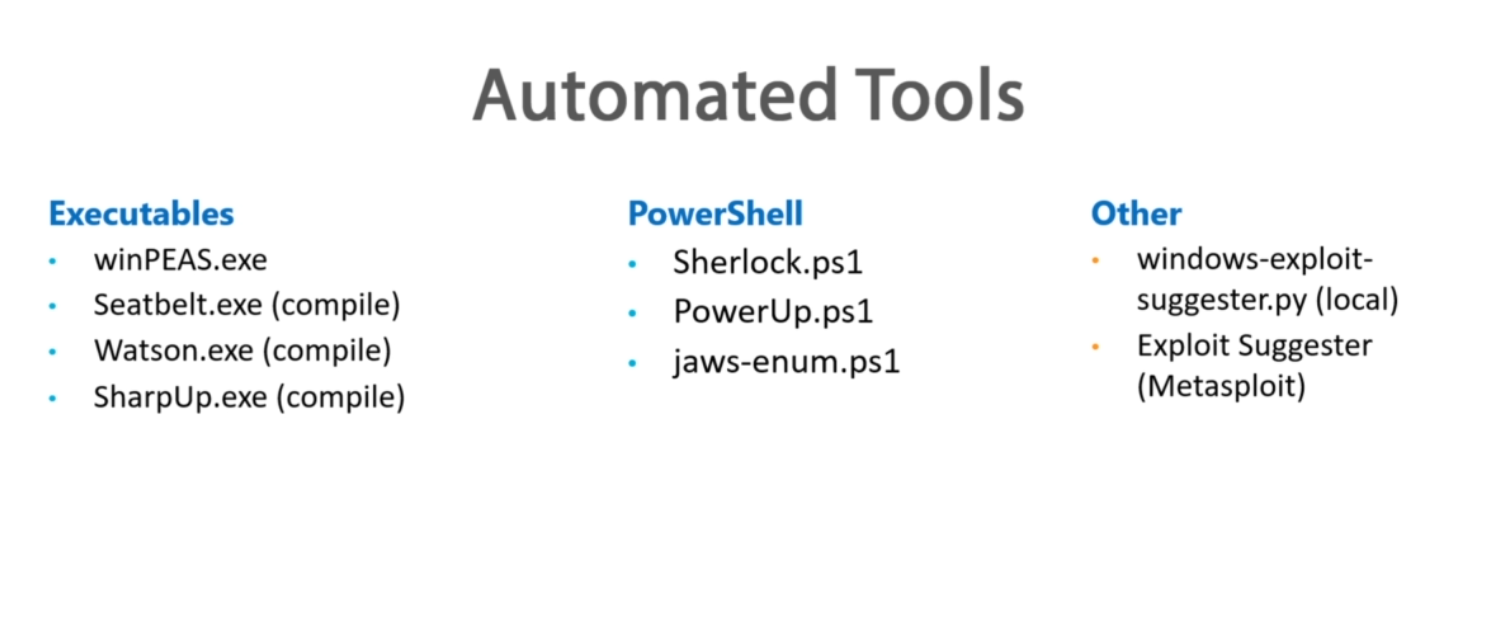 Automated Tools
Executables
winPEAS.exe
Seatbelt.exe (compile)
Watson.exe (compile)
SharpUp.exe (compile)
PowerShell
Sherlock.ps1
PowerUp.ps1
jaws-enum.ps1
Other
windows-exploit-
suggester.py (local)
Exploit Suggester
(Metasploit)